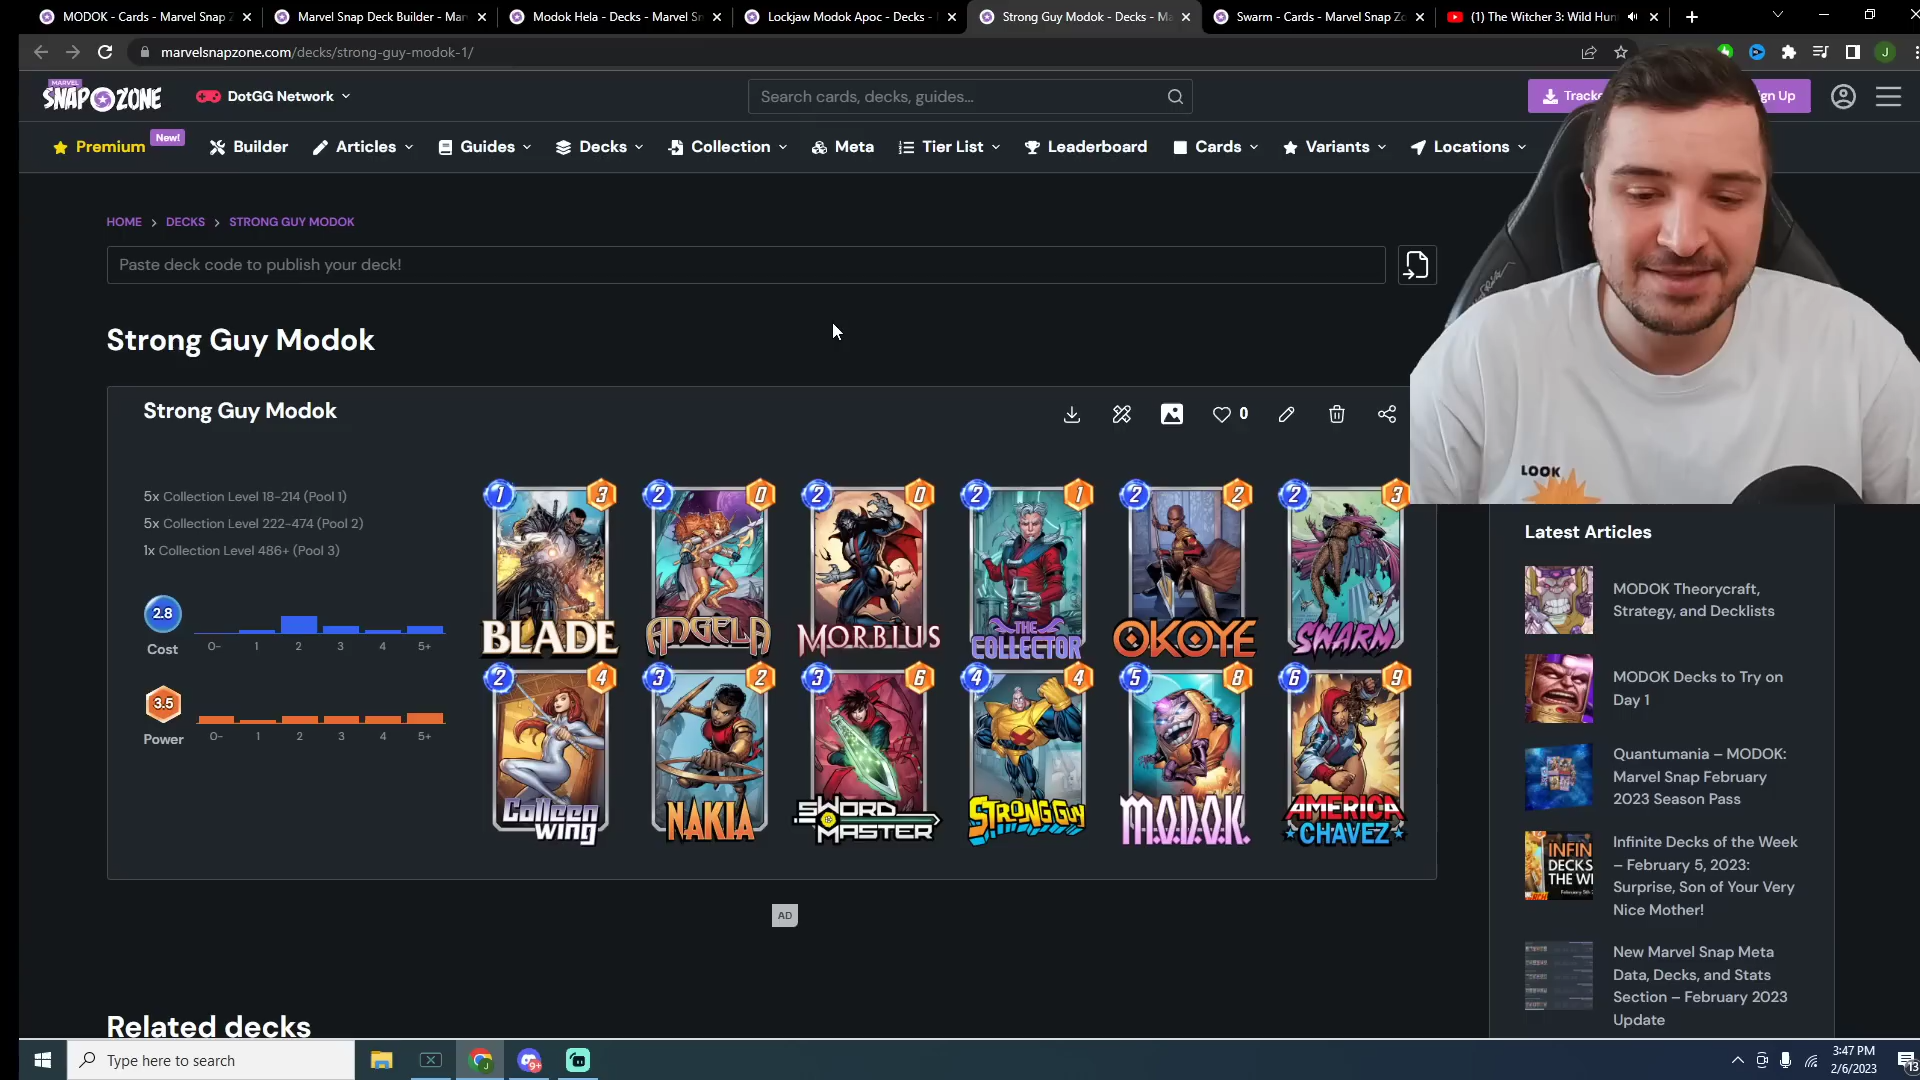 MODOK - Cards - Marvel Snap Z
Marvel Snap Deck Builder - Mar
Modok Hela - Decks - Marvel Sn
Lockjaw Modok Apoc - Decks -
Strong Guy Modok - Decks - Ma
Swarm - Cards - Marvel Snap Zo
(1) The Witcher 3: Wild Hun
marvelsnapzone.com/decks/strong-guy-modok-1/
J
MARVEL
SNAP ZONE
DotGG Network
Search cards, decks, guides...
Tracke
gn Up
Premium
New!
Builder
Articles
Guides
Decks
Collection
Meta
Tier List
Leaderboard
Cards
Variants
Locations
HOME > DECKS > STRONG GUY MODOK
Paste deck code to publish your deck!
Strong Guy Modok
Strong Guy Modok
0
LOOK
5x Collection Level 18-214 (Pool 1)
5x Collection Level 222-474 (Pool 2)
1x Collection Level 486+ (Pool 3)
2.8
Cost
0- 1 2 3 4 5+
3.5
Power
0- 1 2 3 4 5+
1 3 2 0 2 0 2 1 2 2 2 3
BLADE ANGELA MORBIUS THE COLLECTOR OKOYE SWARM
2 4 3 2 3 6 4 4 5 8 6 9
Colleen Wing NAKIA SWORD MASTER STRONG GUY M.O.D.O.K. AMERICA CHAVEZ
AD
Related decks
Latest Articles
MODOK Theorycraft,
Strategy, and Decklists
MODOK Decks to Try on
Day 1
Quantumania – MODOK:
Marvel Snap February
2023 Season Pass
INFIN
DECKS
THE WE
Infinite Decks of the Week
– February 5, 2023:
Surprise, Son of Your Very
Nice Mother!
New Marvel Snap Meta
Data, Decks, and Stats
Section – February 2023
Update
Type here to search
9+
3:47 PM
2/6/2023
13